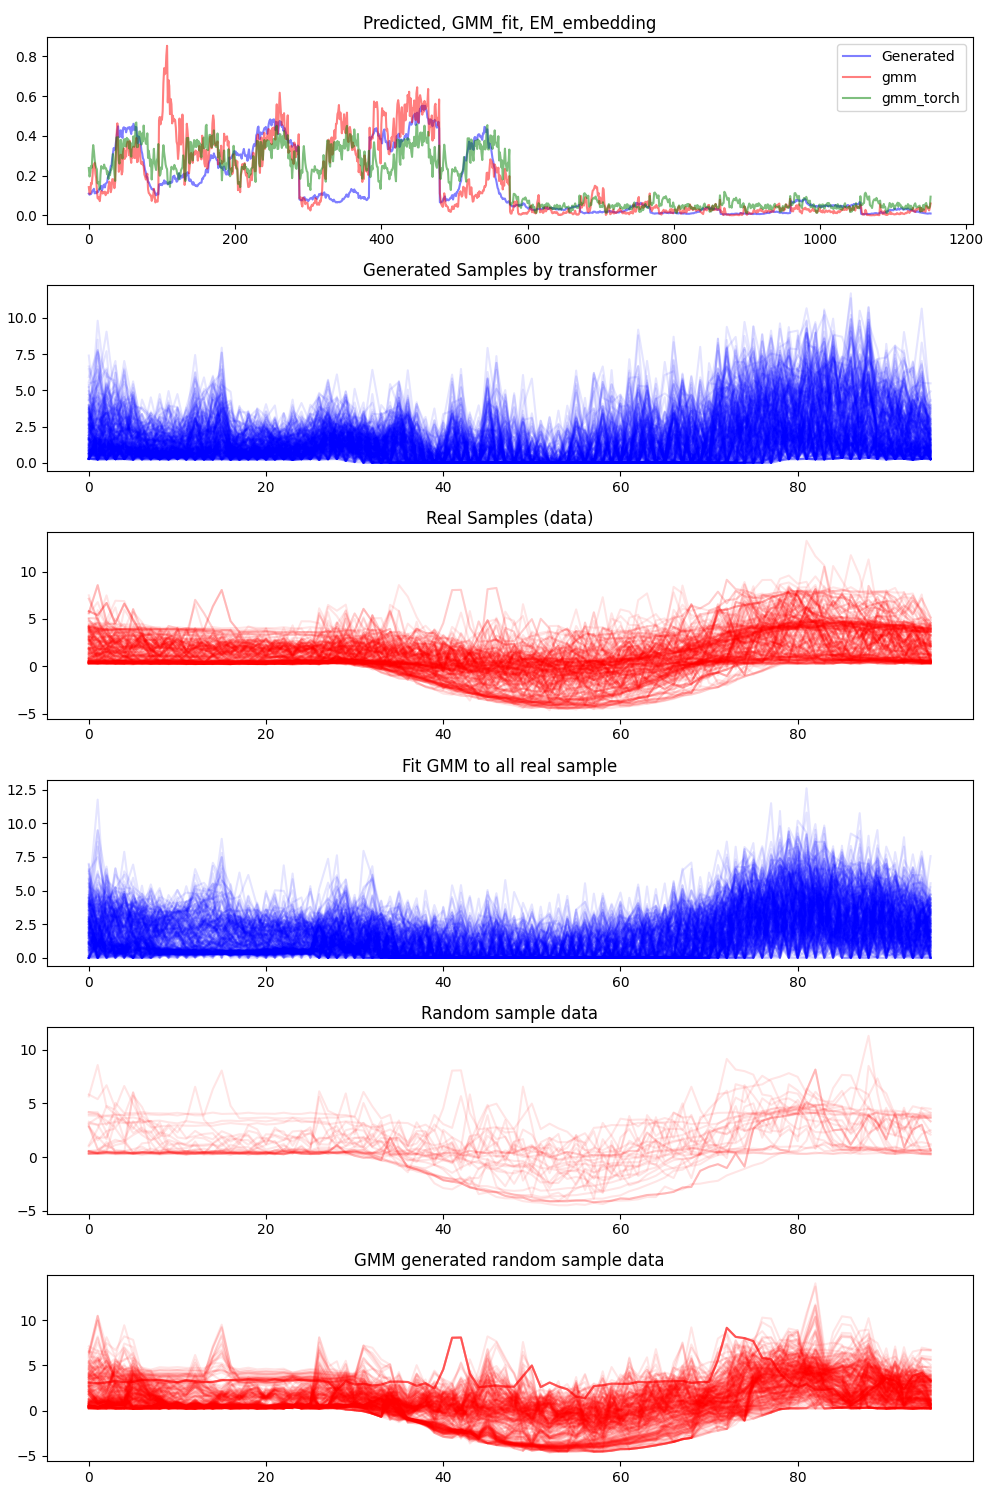 Predicted, GMM_fit, EM_embedding
0.8
0.6
0.4
0.2
0.0
Generated
gmm
gmm_torch
0 200 400 600 800 1000 1200
Generated Samples by transformer
10.0
7.5
5.0
2.5
0.0
0 20 40 60 80
Real Samples (data)
10
5
0
−5
0 20 40 60 80
Fit GMM to all real sample
12.5
10.0
7.5
5.0
2.5
0.0
0 20 40 60 80
Random sample data
10
5
0
−5
0 20 40 60 80
GMM generated random sample data
10
5
0
−5
0 20 40 60 80